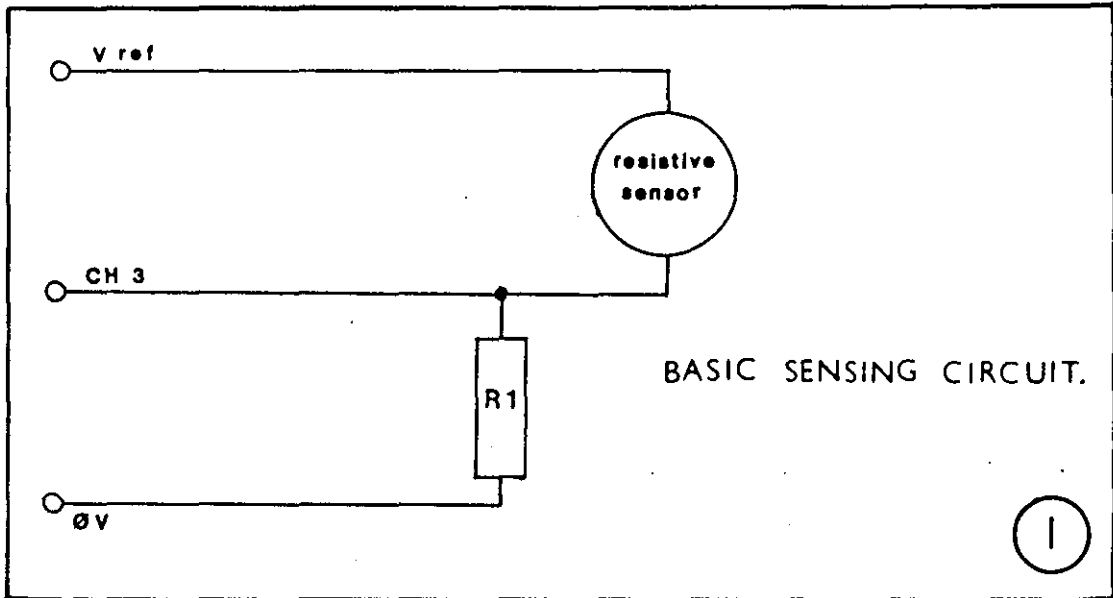 V ref
resistive
sensor
CH 3
BASIC SENSING CIRCUIT.
R1
ØV
1